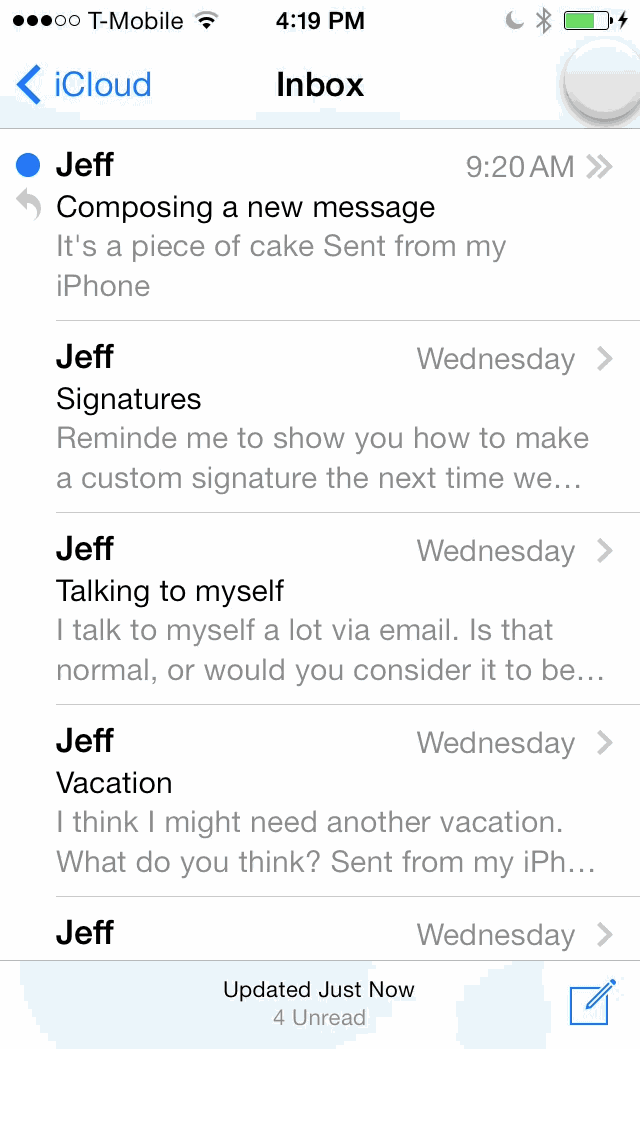 T-Mobile 4:19 PM
iCloud Inbox
Jeff 9:20 AM
Composing a new message
It's a piece of cake Sent from my
iPhone
Jeff Wednesday
Signatures
Reminde me to show you how to make
a custom signature the next time we…
Jeff Wednesday
Talking to myself
I talk to myself a lot via email. Is that
normal, or would you consider it to be…
Jeff Wednesday
Vacation
I think I might need another vacation.
What do you think? Sent from my iPh…
Jeff Wednesday
Updated Just Now
4 Unread